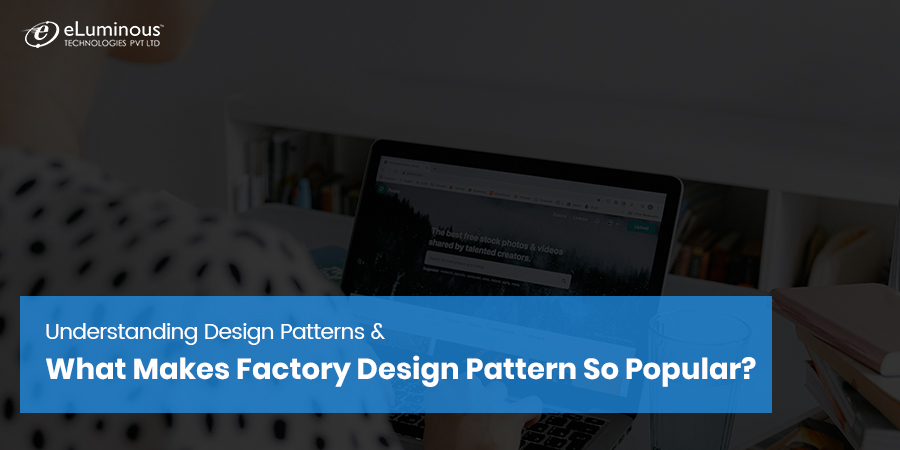 eLuminous™
TECHNOLOGIES PVT LTD
The best free stock photos & videos
shared by talented creators.
Understanding Design Patterns &
What Makes Factory Design Pattern So Popular?